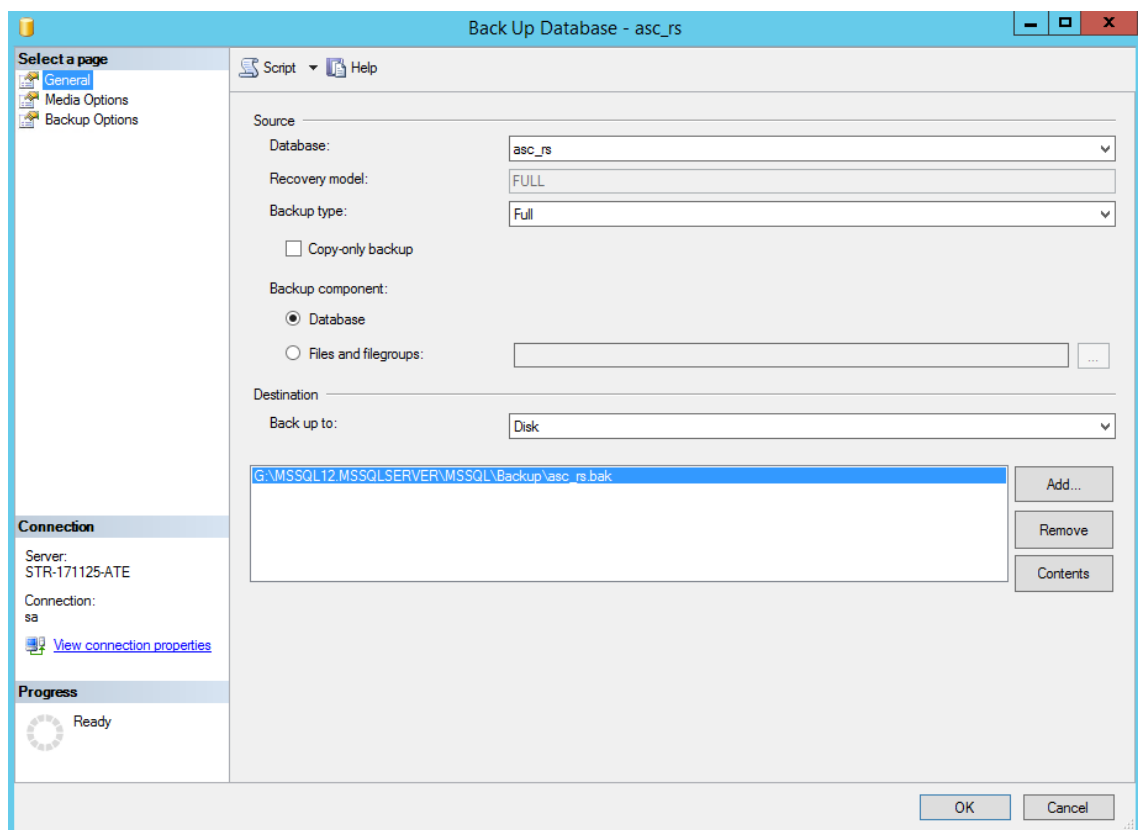 Back Up Database - asc_rs
Select a page
General
Media Options
Backup Options
Script
Help
Source
Database:
asc_rs
Recovery model:
FULL
Backup type:
Full
Copy-only backup
Backup component:
Database
Files and filegroups:
...
Destination
Back up to:
Disk
G:\MSSQL12.MSSQLSERVER\MSSQL\Backup\asc_rs.bak
Add...
Remove
Contents
Connection
Server:
STR-171125-ATE
Connection:
sa
View connection properties
Progress
Ready
OK
Cancel